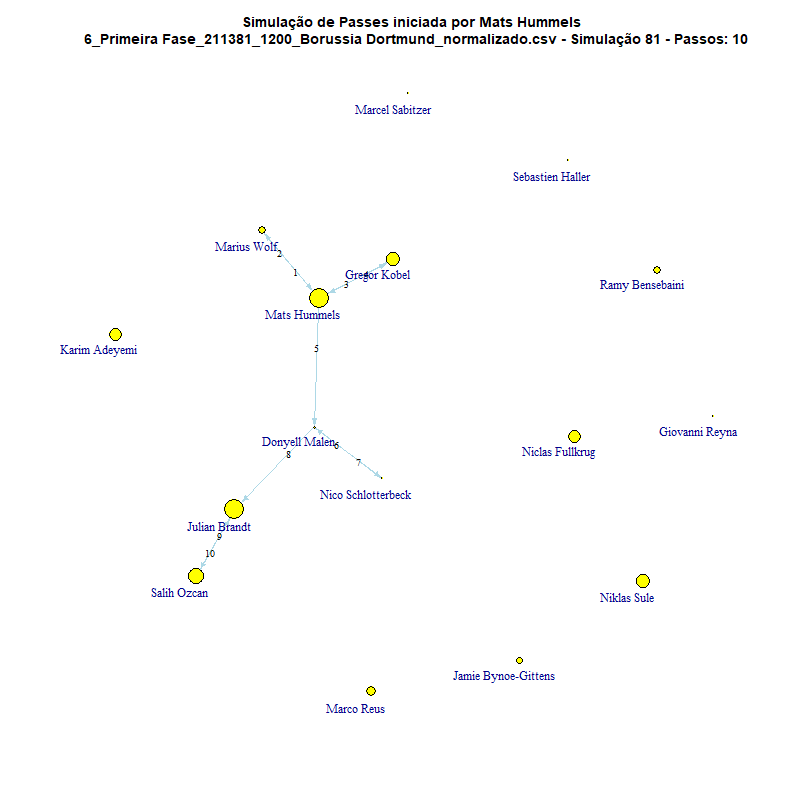 Simulação de Passes iniciada por Mats Hummels
6_Primeira Fase_211381_1200_Borussia Dortmund_normalizado.csv - Simulação 81 - Passos: 10
Marcel Sabitzer
Sebastien Haller
Marius Wolf
2
1
Gregor Kobel
4
3
Ramy Bensebaini
Mats Hummels
Karim Adeyemi
5
Giovanni Reyna
Donyell Malen
6
Niclas Fullkrug
8
7
Nico Schlotterbeck
Julian Brandt
9
10
Salih Ozcan
Niklas Sule
Jamie Bynoe-Gittens
Marco Reus